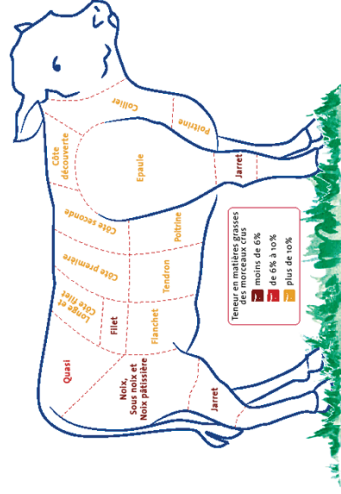 Collier
Poitrine
Côte
découverte
Epaule
Jarret
Côte seconde
Poitrine
Côte première
Tendron
Longe et
Côte filet
Filet
Flanchet
Quasi
Noix,
Sous noix et
Noix pâtissière
Jarret
Teneur en matières grasses
des morceaux crus
moins de 6%
de 6% à 10%
plus de 10%